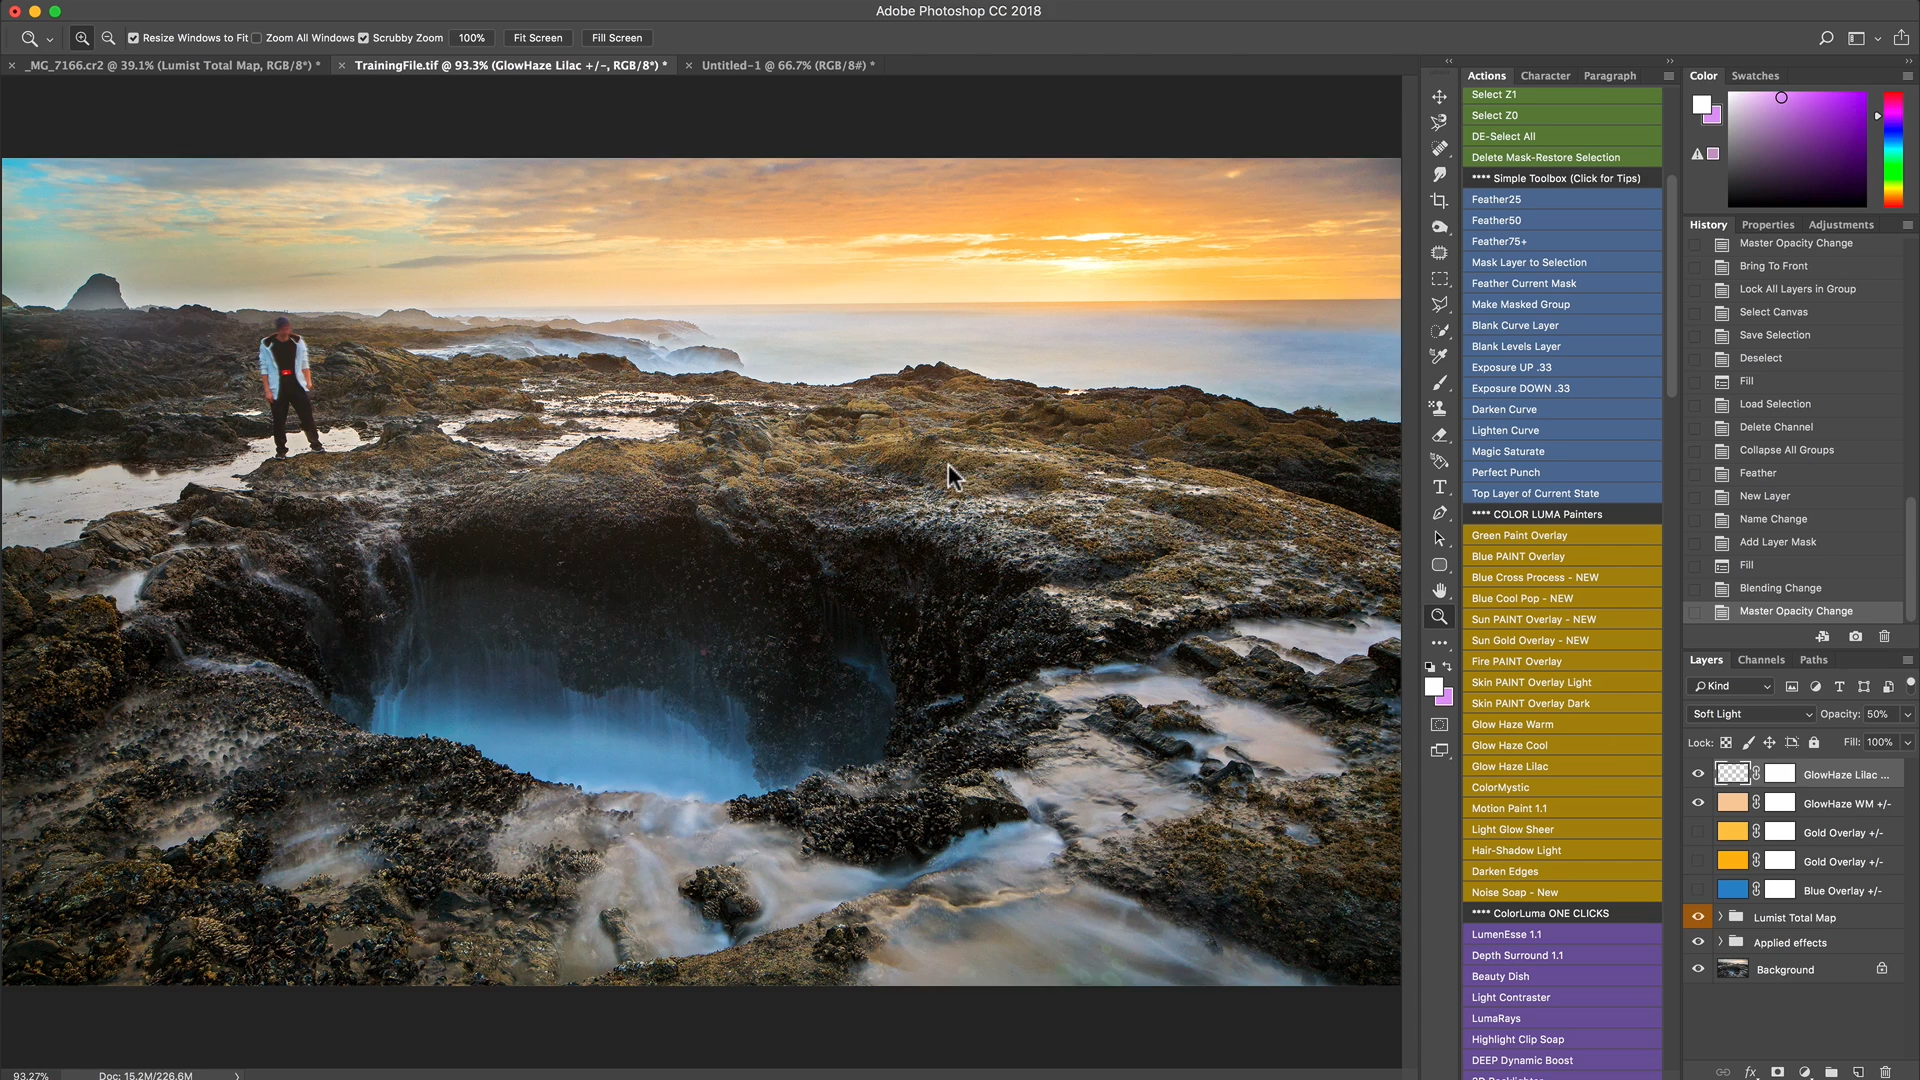 Adobe Photoshop CC 2018
Resize Windows to Fit Zoom All Windows Scrubby Zoom 100% Fit Screen Fill Screen
_MG_7166.cr2 @ 39.1% (Lumist Total Map, RGB/8*) * TrainingFile.tif @ 93.3% (GlowHaze Lilac +/-, RGB/8*) * Untitled-1 @ 66.7% (RGB/8#) *
Actions Character Paragraph
Select Z1
Select Z0
DE-Select All
Delete Mask-Restore Selection
**** Simple Toolbox (Click for Tips)
Feather25
Feather50
Feather75+
Mask Layer to Selection
Feather Current Mask
Make Masked Group
Blank Curve Layer
Blank Levels Layer
Exposure UP .33
Exposure DOWN .33
Darken Curve
Lighten Curve
Magic Saturate
Perfect Punch
Top Layer of Current State
**** COLOR LUMA Painters
Green Paint Overlay
Blue PAINT Overlay
Blue Cross Process - NEW
Blue Cool Pop - NEW
Sun PAINT Overlay - NEW
Sun Gold Overlay - NEW
Fire PAINT Overlay
Skin PAINT Overlay Light
Skin PAINT Overlay Dark
Glow Haze Warm
Glow Haze Cool
Glow Haze Lilac
ColorMystic
Motion Paint 1.1
Light Glow Sheer
Hair-Shadow Light
Darken Edges
Noise Soap - New
**** ColorLuma ONE CLICKS
LumenEsse 1.1
Depth Surround 1.1
Beauty Dish
Light Contraster
LumaRays
Highlight Clip Soap
DEEP Dynamic Boost
Color Swatches
History Properties Adjustments
Master Opacity Change
Bring To Front
Lock All Layers in Group
Select Canvas
Save Selection
Deselect
Fill
Load Selection
Delete Channel
Collapse All Groups
Feather
New Layer
Name Change
Add Layer Mask
Fill
Blending Change
Master Opacity Change
Layers Channels Paths
Kind
Soft Light Opacity: 50%
Lock: Fill: 100%
GlowHaze Lilac ...
GlowHaze WM +/-
Gold Overlay +/-
Gold Overlay +/-
Blue Overlay +/-
Lumist Total Map
Applied effects
Background
93.27% Doc: 15.2M/226.6M